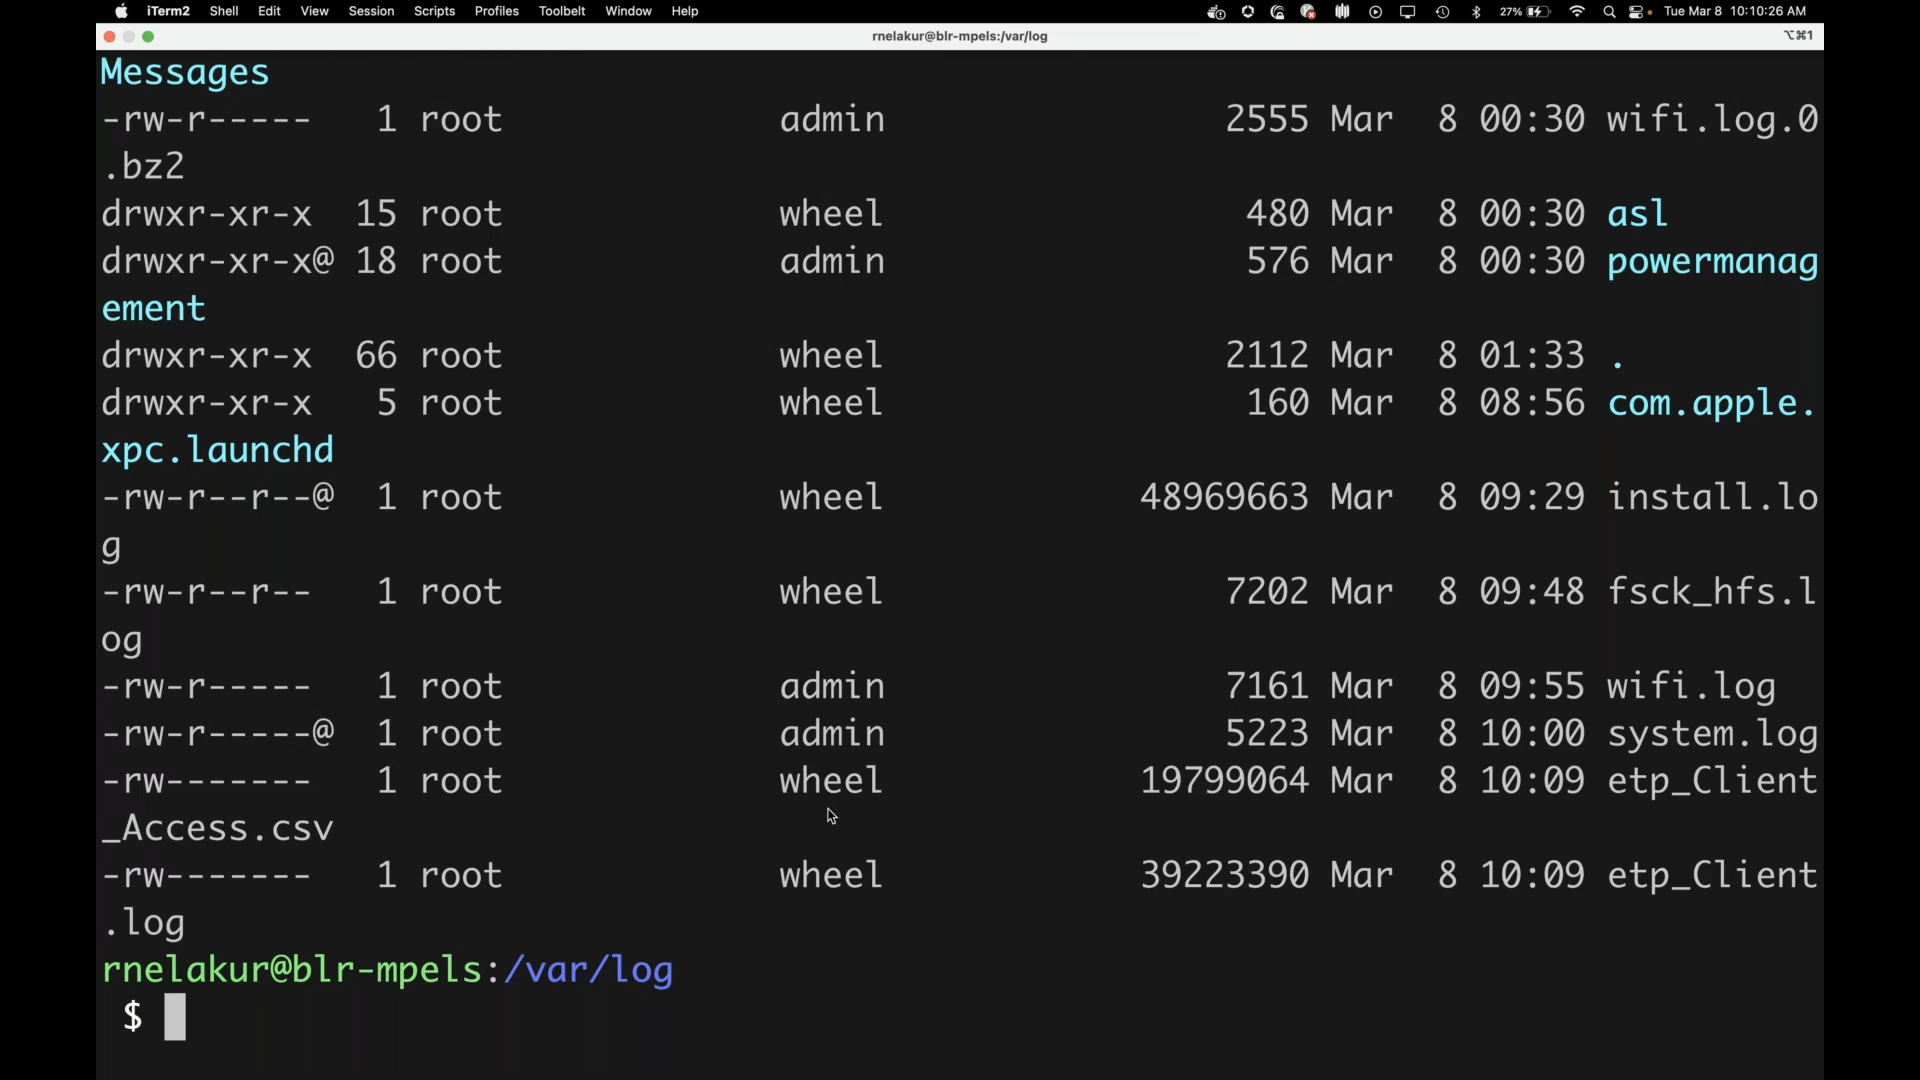 iTerm2 Shell Edit View Session Scripts Profiles Toolbelt Window Help 27% Tue Mar 8 10:10:26 AM
rnelakur@blr-mpels:/var/log ⌥⌘1
Messages
-rw-r----- 1 root admin 2555 Mar 8 00:30 wifi.log.0
.bz2
drwxr-xr-x 15 root wheel 480 Mar 8 00:30 asl
drwxr-xr-x@ 18 root admin 576 Mar 8 00:30 powermanag
ement
drwxr-xr-x 66 root wheel 2112 Mar 8 01:33 .
drwxr-xr-x 5 root wheel 160 Mar 8 08:56 com.apple.
xpc.launchd
-rw-r--r--@ 1 root wheel 48969663 Mar 8 09:29 install.lo
g
-rw-r--r-- 1 root wheel 7202 Mar 8 09:48 fsck_hfs.l
og
-rw-r----- 1 root admin 7161 Mar 8 09:55 wifi.log
-rw-r-----@ 1 root admin 5223 Mar 8 10:00 system.log
-rw------- 1 root wheel 19799064 Mar 8 10:09 etp_Client
_Access.csv
-rw------- 1 root wheel 39223390 Mar 8 10:09 etp_Client
.log
rnelakur@blr-mpels:/var/log
$